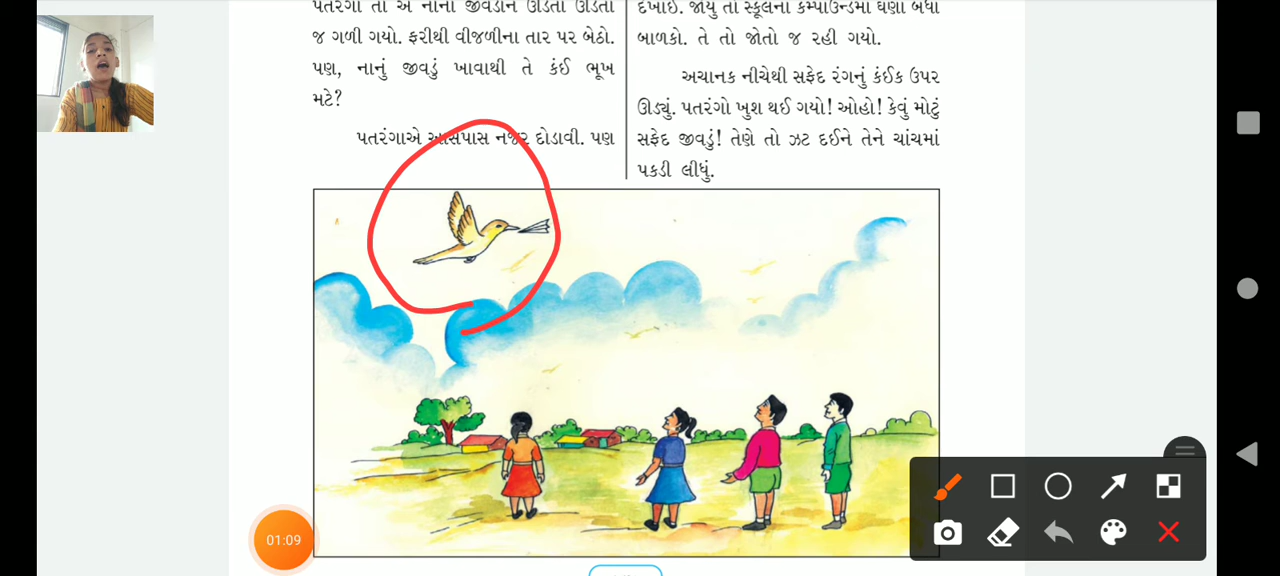 પતરંગો તો એ નાના જીવડાને ઊડતાં ઊડતાં
જ ગળી ગયો. ફરીથી વીજળીના તાર પર બેઠો.
પણ, નાનું જીવડું ખાવાથી તે કંઈ ભૂખ
મટે?
પતરંગાએ આસપાસ નજર દોડાવી. પણ
દેખાઈ. જોયું તો સ્કૂલના કમ્પાઉન્ડમાં ઘણાં બધાં
બાળકો. તે તો જોતો જ રહી ગયો.
અચાનક નીચેથી સફેદ રંગનું કંઈક ઉપર
ઊડ્યું. પતરંગો ખુશ થઈ ગયો! ઓહો! કેવું મોટું
સફેદ જીવડું! તેણે તો ઝટ દઈને તેને ચાંચમાં
પકડી લીધું.
01:09